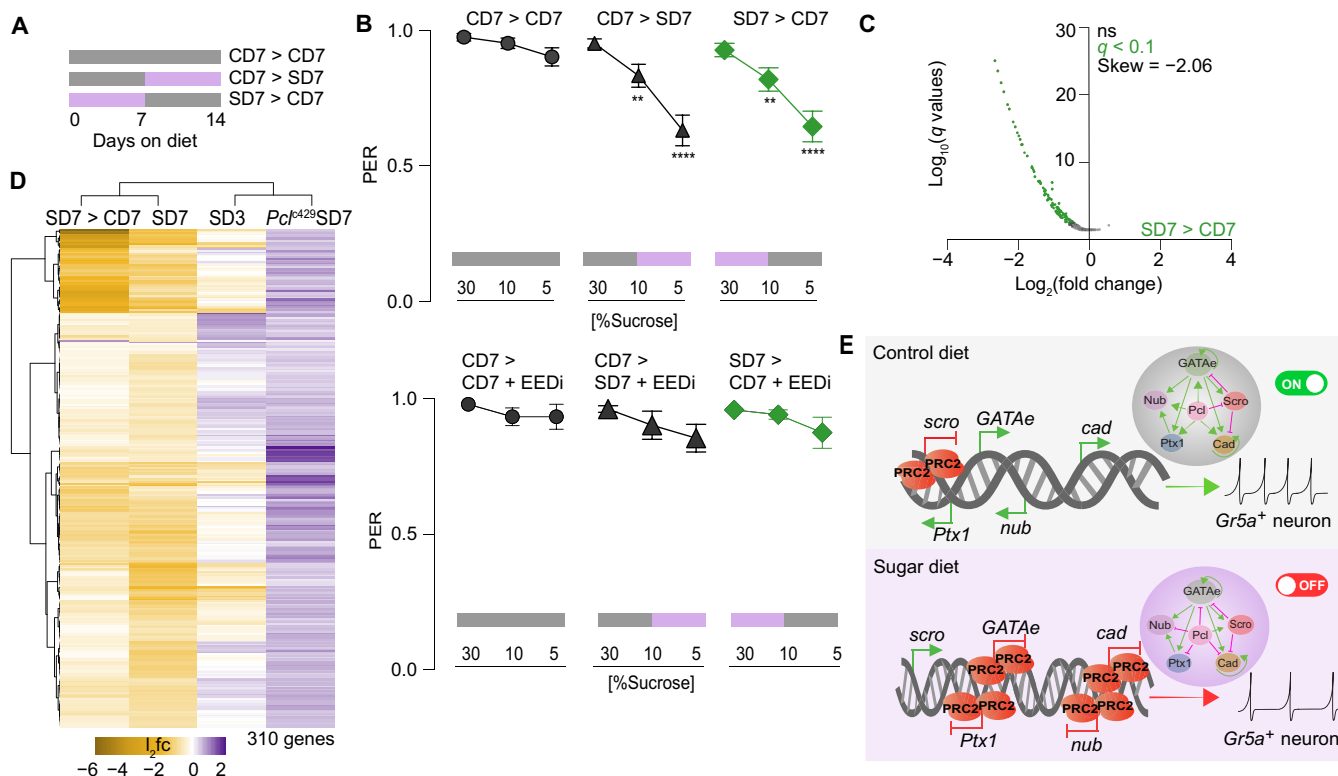 A
CD7 > CD7
CD7 > SD7
SD7 > CD7
0 7 14
Days on diet
B
CD7 > CD7 CD7 > SD7 SD7 > CD7
1.0
0.5
0.0
PER
**
****
**
****
30 10 5 30 10 5 30 10 5
[%Sucrose]
CD7 >
CD7 + EEDi
CD7 >
SD7 + EEDi
SD7 >
CD7 + EEDi
1.0
0.5
0.0
PER
30 10 5 30 10 5 30 10 5
[%Sucrose]
C
30
20
10
ns
q < 0.1
Skew = −2.06
Log10(q values)
SD7 > CD7
−4 −2 0 2 4
Log2(fold change)
D
SD7 > CD7 SD7 SD3 Pclc429SD7
l2fc
310 genes
−6 −4 −2 0 2
E
Control diet
GATAe
Nub
Pcl
Scro
Ptx1
Cad
ON
scro
GATAe
cad
PRC2
PRC2
Ptx1
nub
Gr5a+ neuron
Sugar diet
GATAe
Nub
Pcl
Scro
Ptx1
Cad
OFF
scro
GATAe
cad
PRC2
PRC2
PRC2
PRC2
PRC2
PRC2
PRC2
PRC2
Ptx1
nub
Gr5a+ neuron